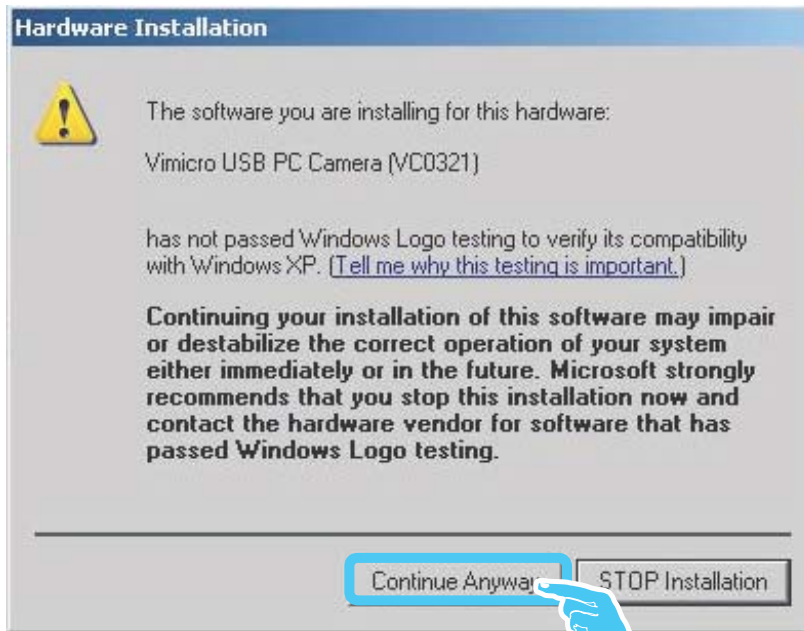 Hardware Installation
The software you are installing for this hardware:
Vimicro USB PC Camera (VC0321)
has not passed Windows Logo testing to verify its compatibility
with Windows XP. (Tell me why this testing is important.)
Continuing your installation of this software may impair
or destabilize the correct operation of your system
either immediately or in the future. Microsoft strongly
recommends that you stop this installation now and
contact the hardware vendor for software that has
passed Windows Logo testing.
Continue Anyway STOP Installation